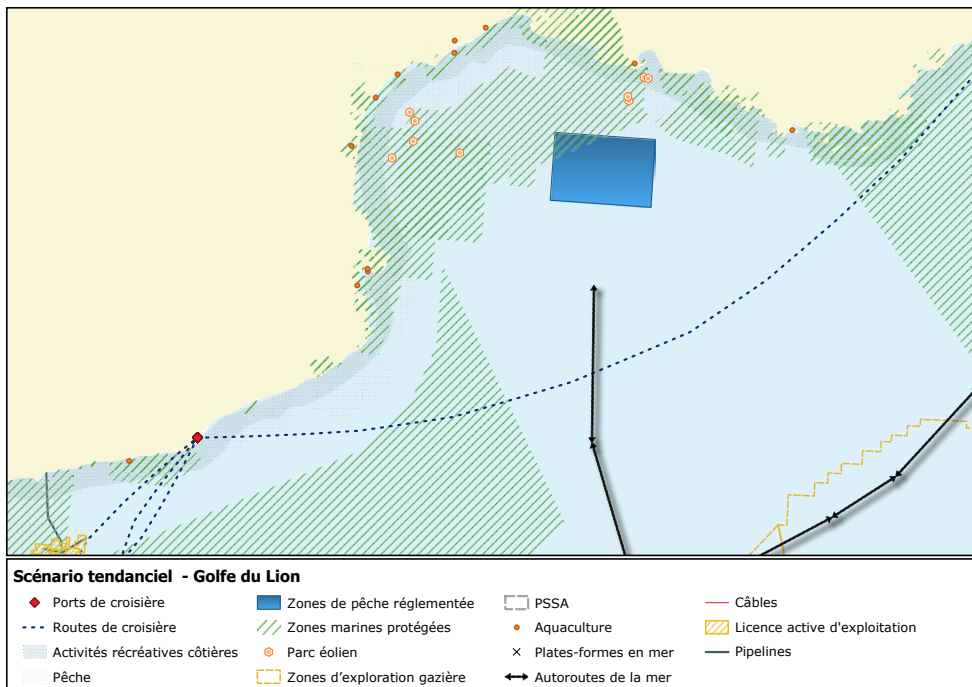 Scénario tendanciel - Golfe du Lion
Ports de croisière
Routes de croisière
Activités récréatives côtières
Pêche
Zones de pêche réglementée
Zones marines protégées
Parc éolien
Zones d’exploration gazière
PSSA
Aquaculture
Plates-formes en mer
Autoroutes de la mer
Câbles
Licence active d'exploitation
Pipelines